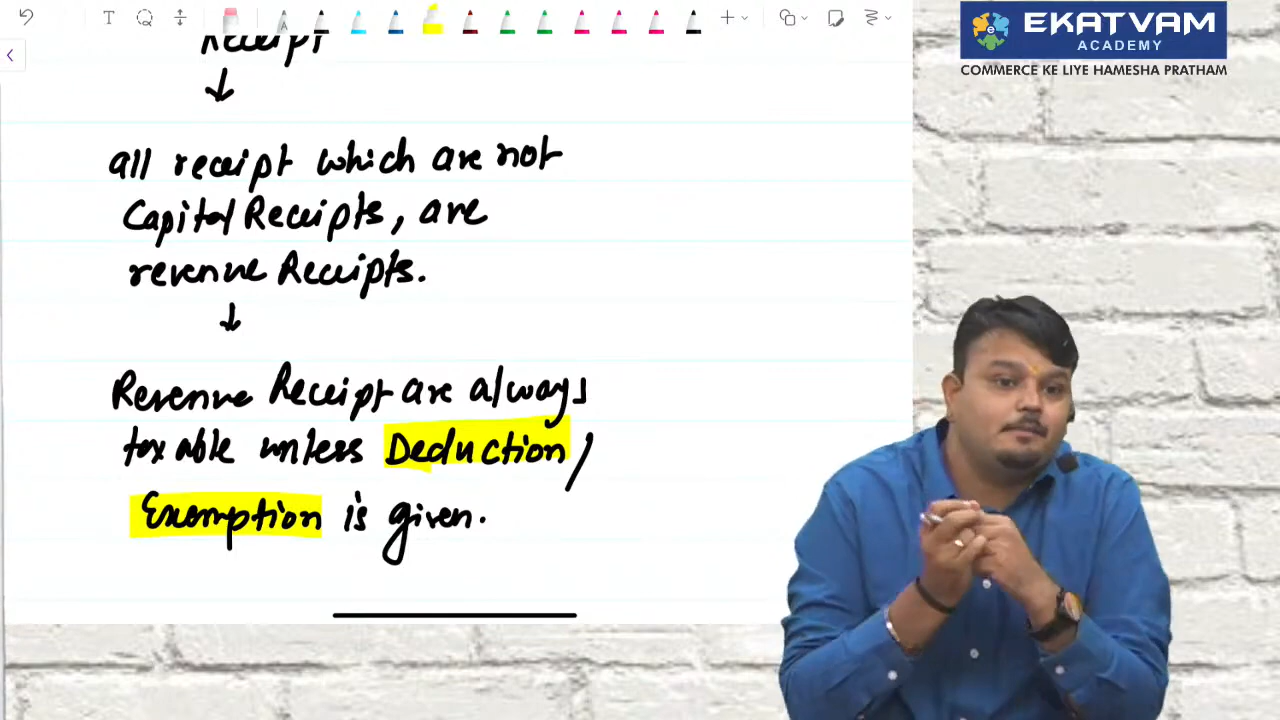 EKATVAM
ACADEMY
COMMERCE KE LIYE HAMESHA PRATHAM
Receipt
all receipt which are not
Capital Receipts, are
revenue Receipts.
Revenue Receipt are always
taxable unless Deduction/
Exemption is given.